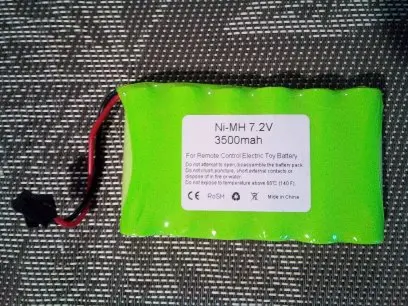 Ni-MH 7.2V
3500mah
For Remote Control Electric Toy Battery
Do not attempt to open, disassemble the battery pack.
Do not crush, puncture, short external contacts or
dispose of in fire or water.
Do not expose to temperature above 60℃ (140 F).
CE RoSH Made in China